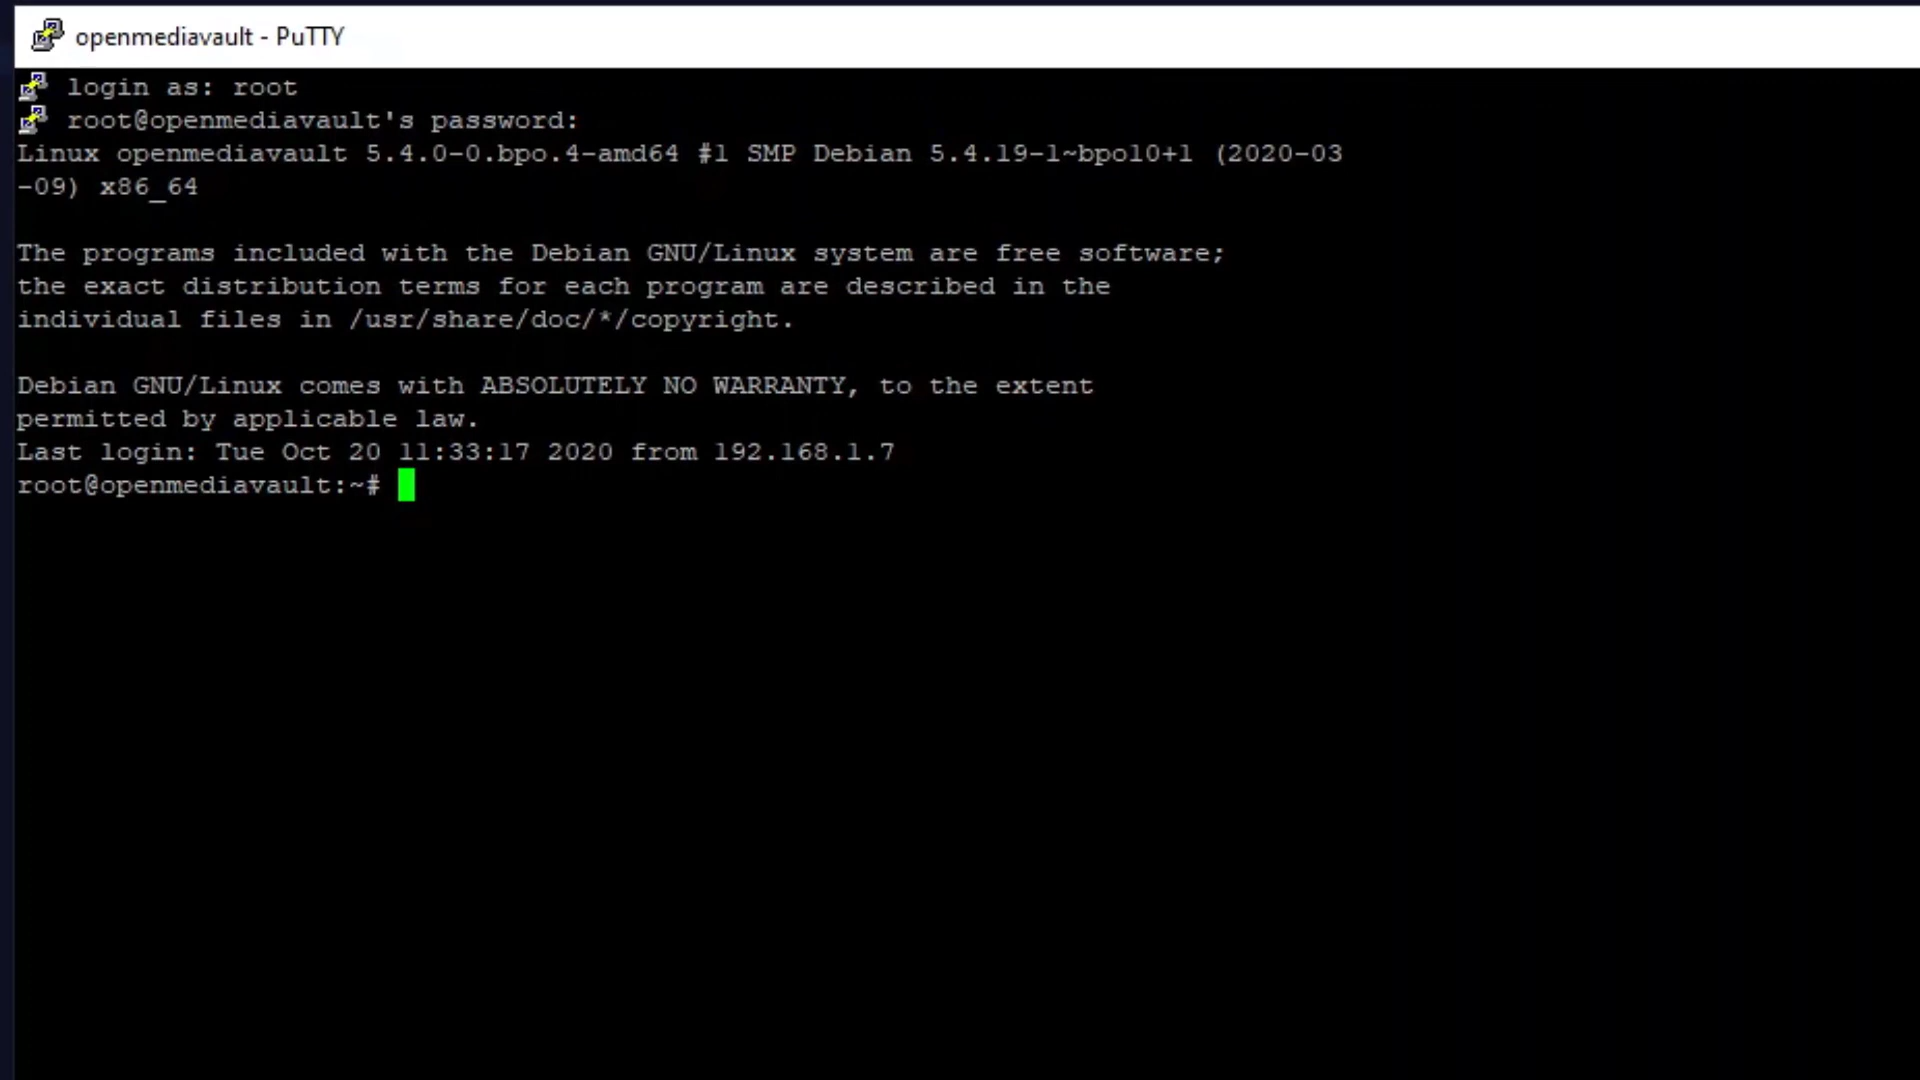 openmediavault - PuTTY
login as: root
root@openmediavault's password:
Linux openmediavault 5.4.0-0.bpo.4-amd64 #1 SMP Debian 5.4.19-1~bpo10+1 (2020-03
-09) x86_64
The programs included with the Debian GNU/Linux system are free software;
the exact distribution terms for each program are described in the
individual files in /usr/share/doc/*/copyright.
Debian GNU/Linux comes with ABSOLUTELY NO WARRANTY, to the extent
permitted by applicable law.
Last login: Tue Oct 20 11:33:17 2020 from 192.168.1.7
root@openmediavault:~#